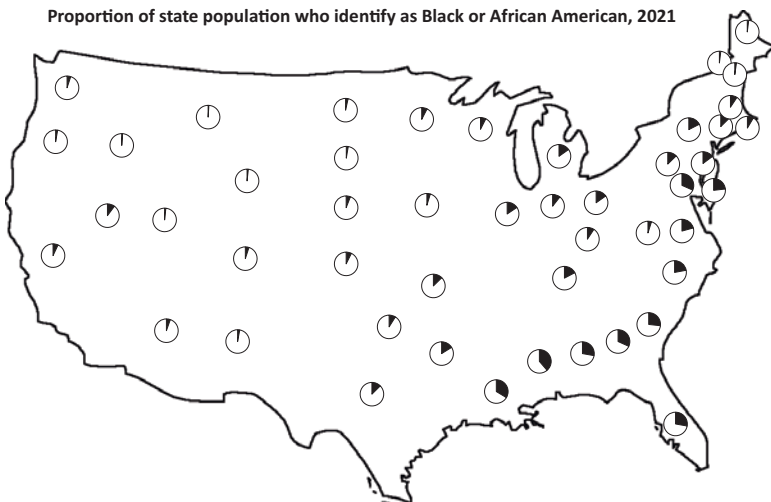 Proportion of state population who identify as Black or African American, 2021